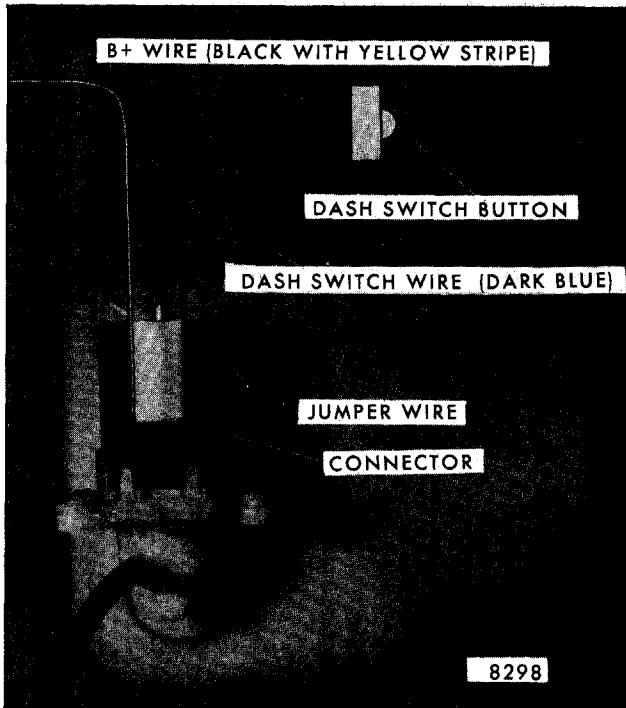 B+ WIRE (BLACK WITH YELLOW STRIPE)
DASH SWITCH BUTTON
DASH SWITCH WIRE (DARK BLUE)
JUMPER WIRE
CONNECTOR
8298